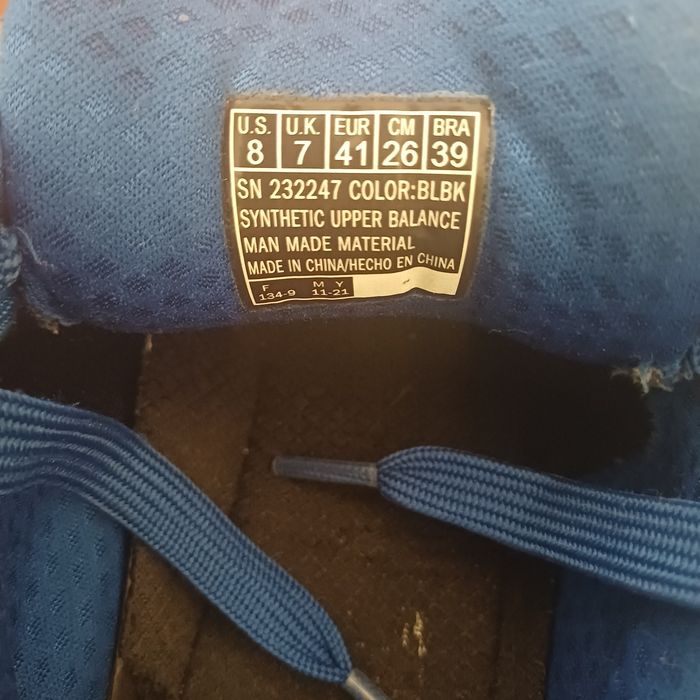 U.S. U.K. EUR CM BRA
8 7 41 26 39
SN 232247 COLOR:BLBK
SYNTHETIC UPPER BALANCE
MAN MADE MATERIAL
MADE IN CHINA/HECHO EN CHINA
F M Y
134-9 11-21